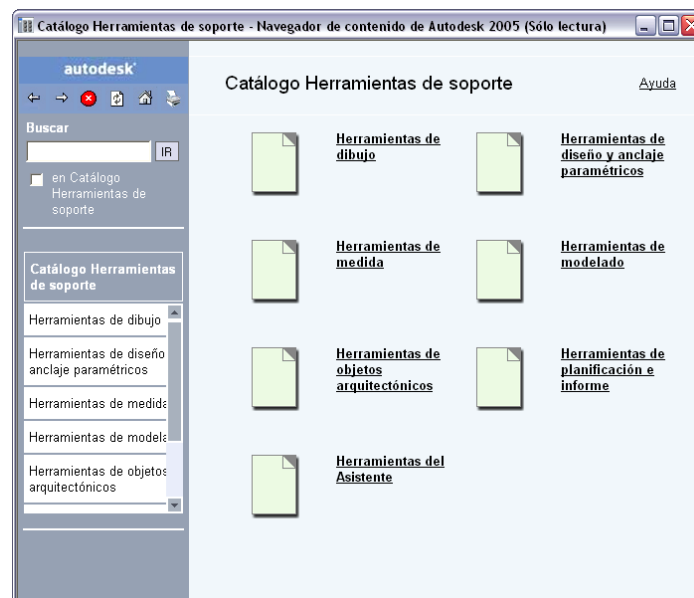 Catálogo Herramientas de soporte - Navegador de contenido de Autodesk 2005 (Sólo lectura)
autodesk
Buscar
IR
en Catálogo
Herramientas de
soporte
Catálogo Herramientas
de soporte
Herramientas de dibujo
Herramientas de diseño
anclaje paramétricos
Herramientas de medida
Herramientas de modela
Herramientas de objetos
arquitectónicos
Catálogo Herramientas de soporte
Ayuda
Herramientas de
dibujo
Herramientas de
diseño y anclaje
paramétricos
Herramientas de
medida
Herramientas de
modelado
Herramientas de
objetos
arquitectónicos
Herramientas de
planificación e
informe
Herramientas del
Asistente